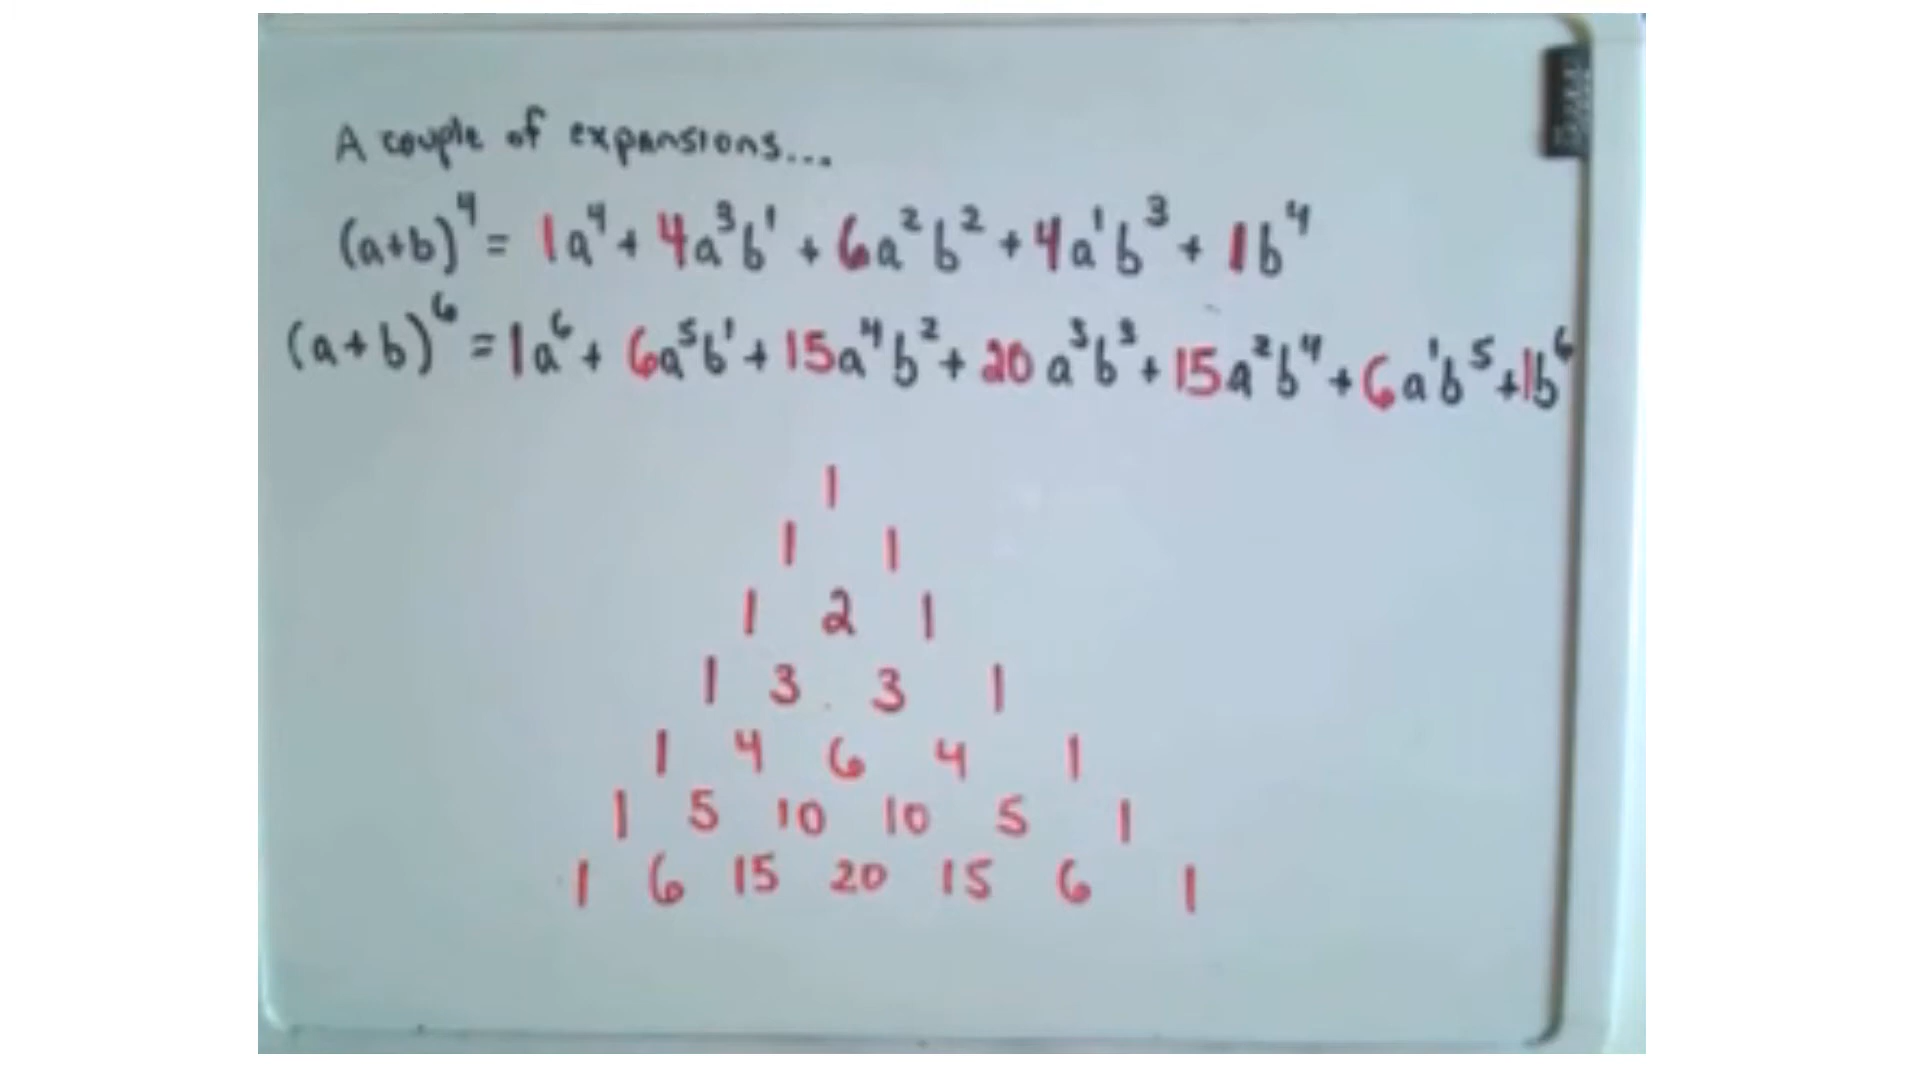 A couple of expansions...
(a+b)⁴ = 1a⁴ + 4a³b¹ + 6a²b² + 4a¹b³ + 1b⁴
(a+b)⁶ = 1a⁶ + 6a⁵b¹ + 15a⁴b² + 20a³b³ + 15a²b⁴ + 6a¹b⁵ + 1b⁶
1
1 1
1 2 1
1 3 3 1
1 4 6 4 1
1 5 10 10 5 1
1 6 15 20 15 6 1